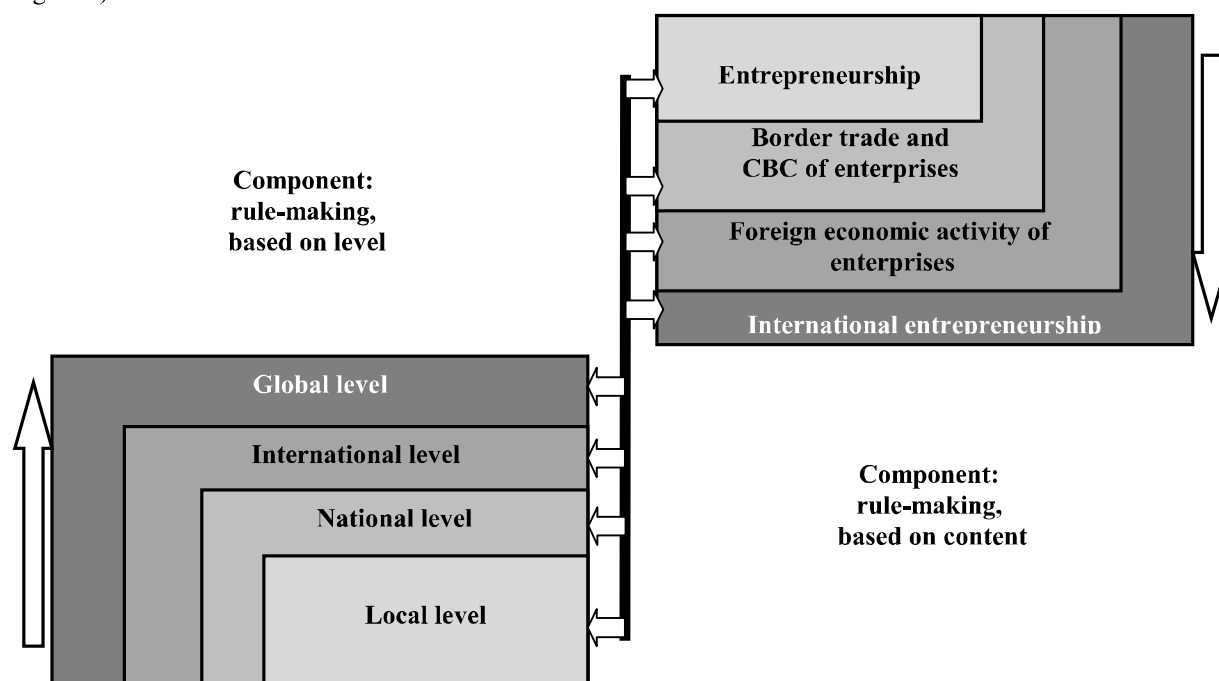 Entrepreneurship
Border trade and
CBC of enterprises
Foreign economic activity of
enterprises
International entrepreneurship
Component:
rule-making,
based on level
Global level
International level
National level
Local level
Component:
rule-making,
based on content